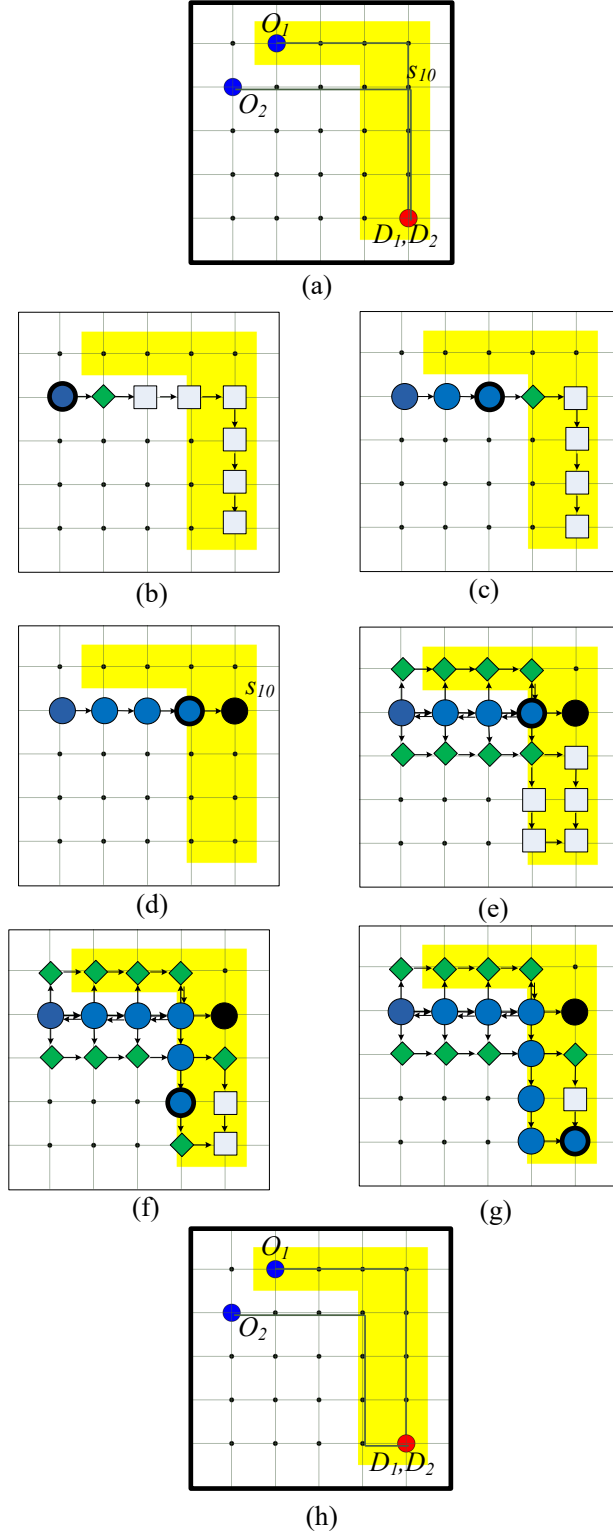 O1
s10
O2
D1,D2
(a)
(b)
(c)
s10
(d)
(e)
(f)
(g)
O1
O2
D1,D2
(h)